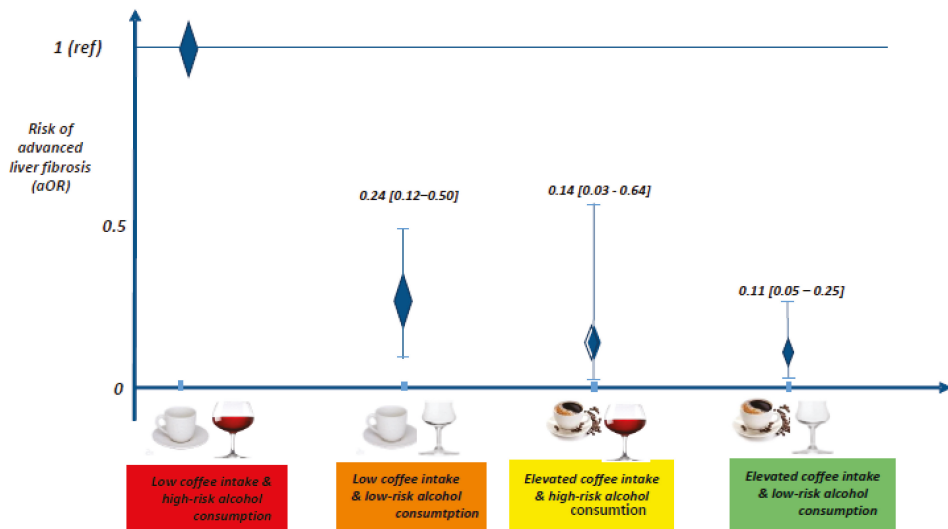 1 (ref)
Risk of
advanced
liver fibrosis
(aOR)
0.24 [0.12–0.50]
0.14 [0.03 - 0.64]
0.5
0.11 [0.05 – 0.25]
0
Low coffee intake &
high-risk alcohol
consumption
Low coffee intake
& low-risk alcohol
consumtption
Elevated coffee intake
& high-risk alcohol
consumtion
Elevated coffee intake
& low-risk alcohol
consumption